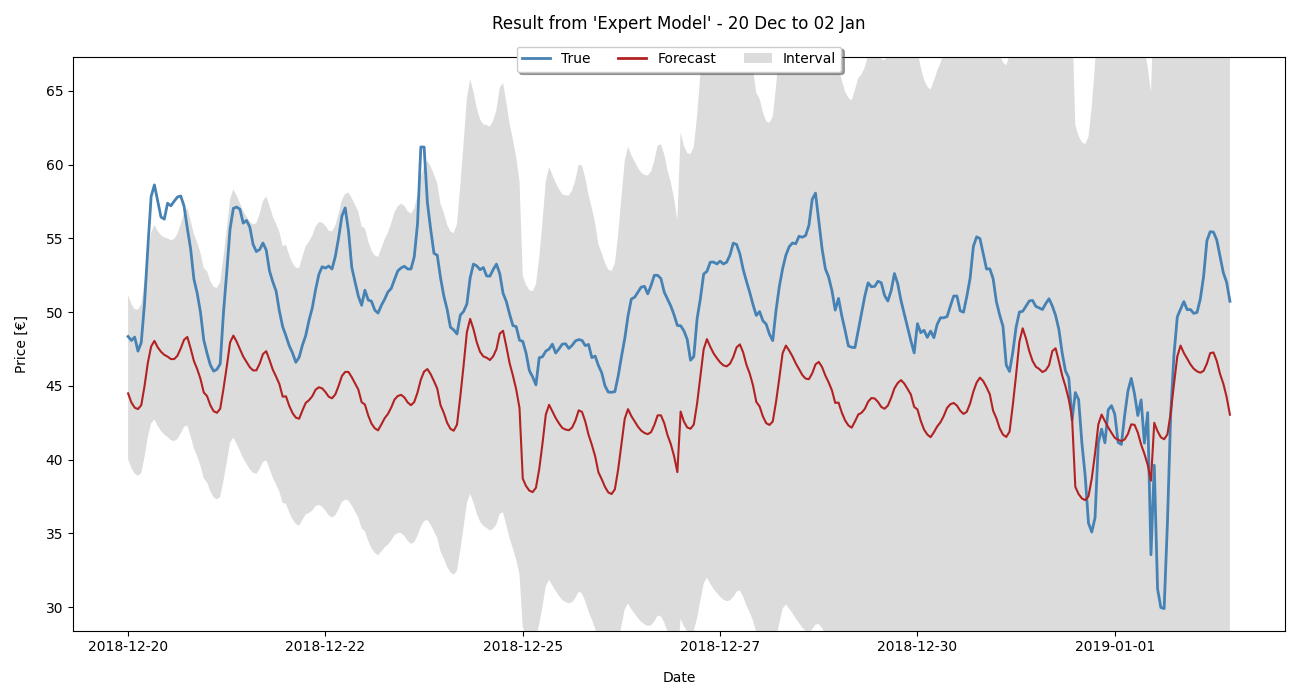 Result from 'Expert Model' - 20 Dec to 02 Jan
True Forecast Interval
65
60
55
50
45
40
35
30
Price [€]
2018-12-20 2018-12-22 2018-12-25 2018-12-27 2018-12-30 2019-01-01
Date